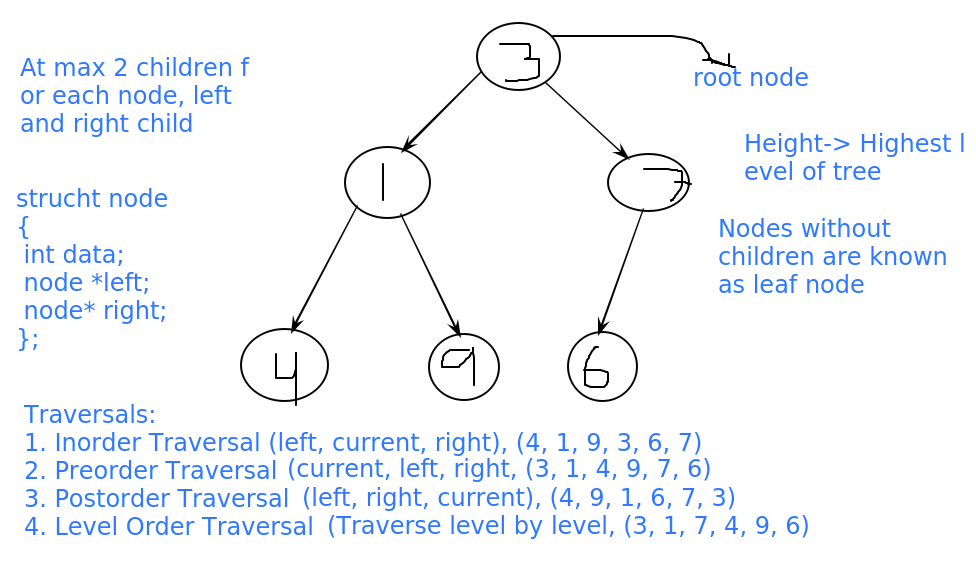 3
root node
At max 2 children f
or each node, left
and right child
Height-> Highest l
evel of tree
1
7
strucht node
{
int data;
node *left;
node* right;
};
Nodes without
children are known
as leaf node
4
9
6
Traversals:
1. Inorder Traversal (left, current, right), (4, 1, 9, 3, 6, 7)
2. Preorder Traversal (current, left, right, (3, 1, 4, 9, 7, 6)
3. Postorder Traversal (left, right, current), (4, 9, 1, 6, 7, 3)
4. Level Order Traversal (Traverse level by level, (3, 1, 7, 4, 9, 6)